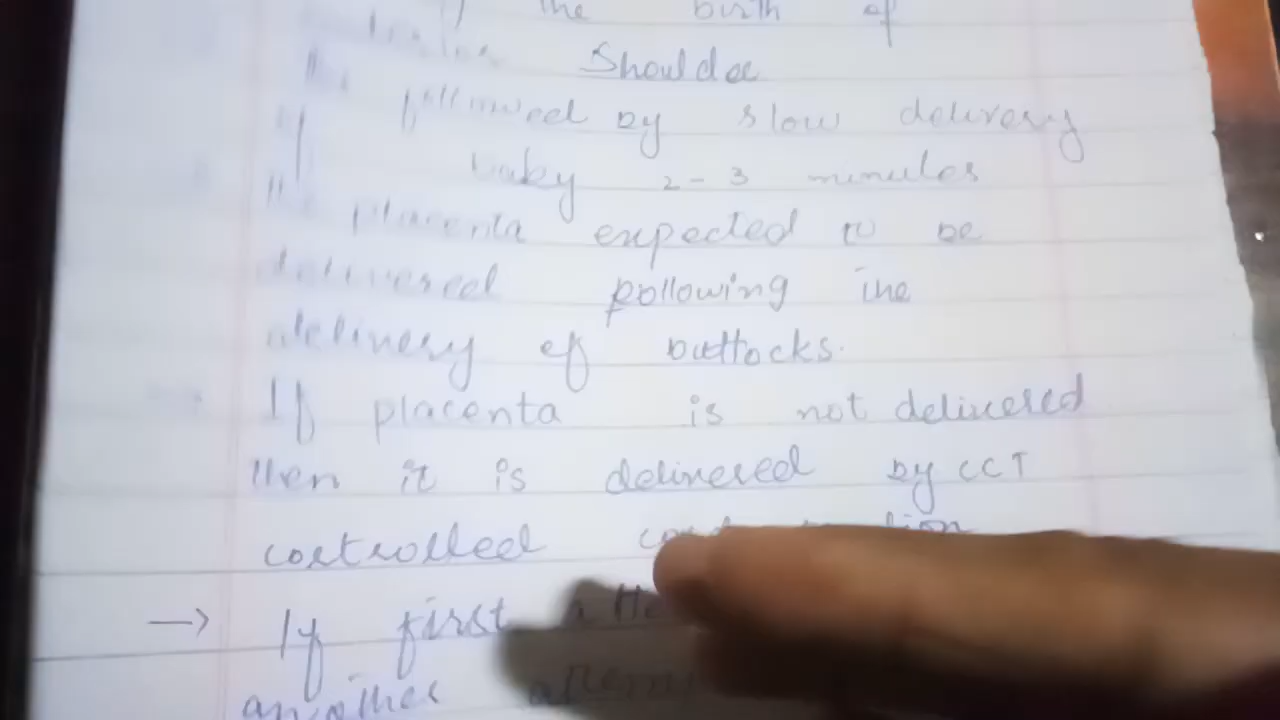 the birth of
Shoulder
followed by slow delivery
baby 2-3 minutes
placenta expected to be
delivered following the
delivery of buttocks.
If placenta is not delivered
then it is delivered by CCT
controlled
→ If first
another